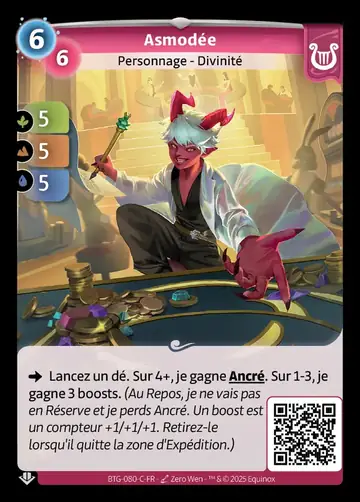 6
6
Asmodée
Personnage - Divinité
5
5
5
Lancez un dé. Sur 4+, je gagne Ancré. Sur 1-3, je
gagne 3 boosts. (Au Repos, je ne vais pas
en Réserve et je perds Ancré. Un boost est
un compteur +1/+1/+1. Retirez-le
lorsqu'il quitte la zone d'Expédition.)
BTG-080-C-FR - Zero Wen - ™ & © 2025 Equinox